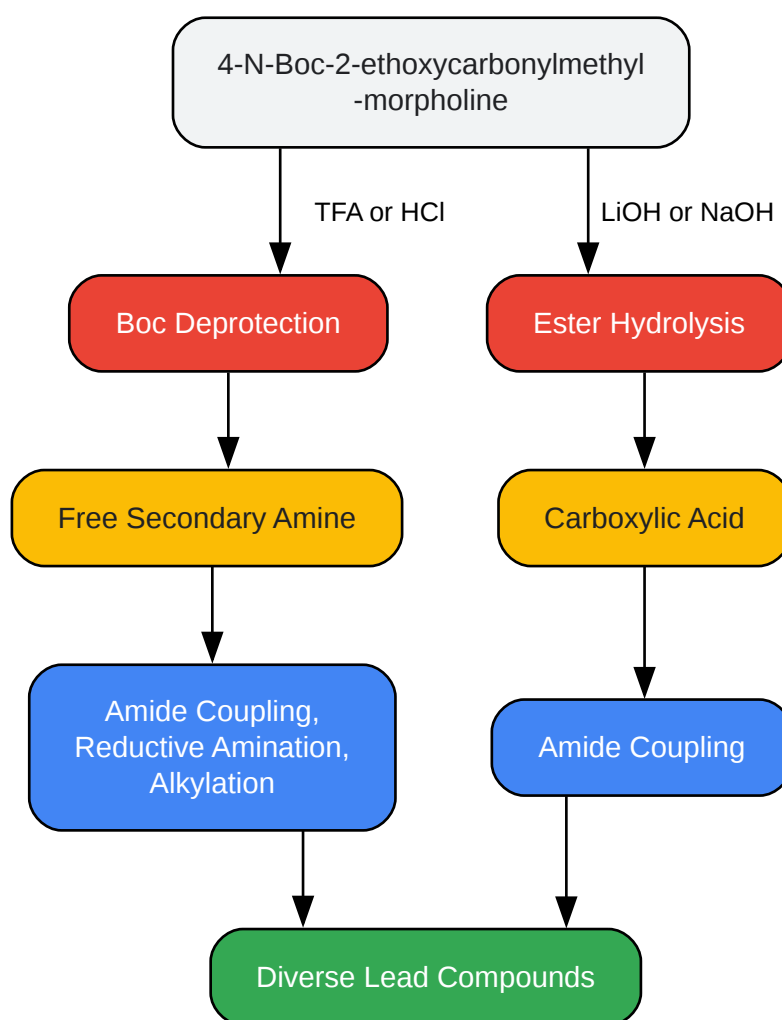 4-N-Boc-2-ethoxycarbonylmethyl
-morpholine
TFA or HCl
LiOH or NaOH
Boc Deprotection
Ester Hydrolysis
Free Secondary Amine
Carboxylic Acid
Amide Coupling,
Reductive Amination,
Alkylation
Amide Coupling
Diverse Lead Compounds